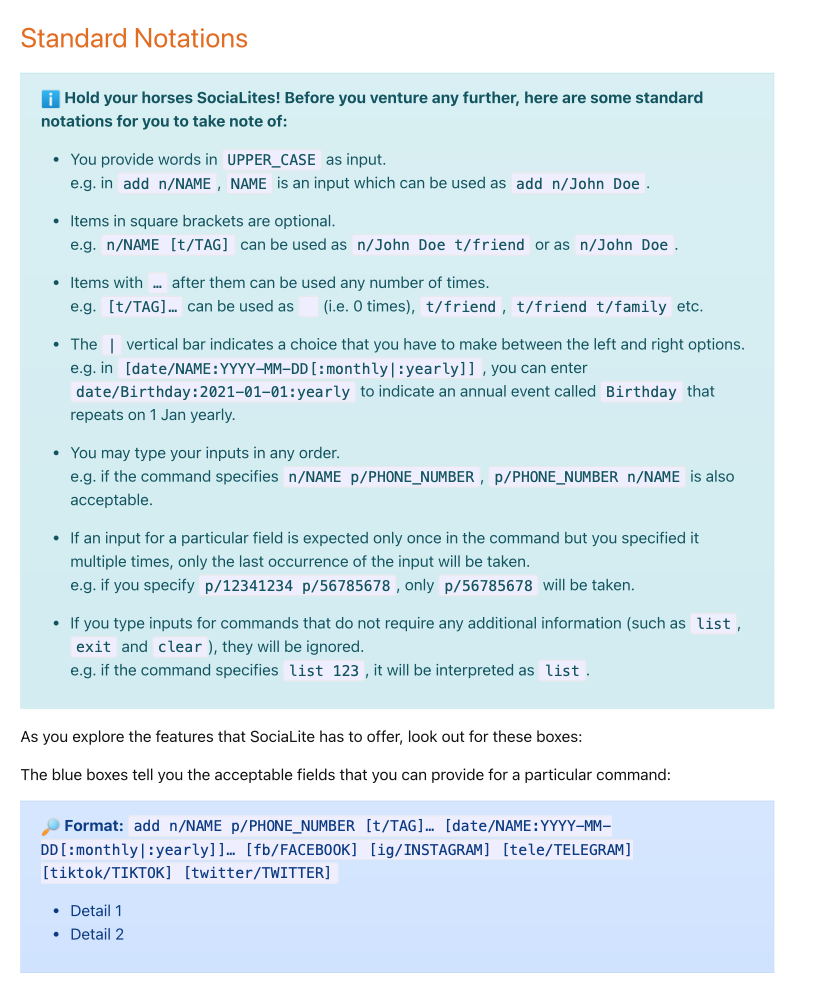 Standard Notations
ℹ️ Hold your horses SociaLites! Before you venture any further, here are some standard
notations for you to take note of:
• You provide words in UPPER_CASE as input.
e.g. in add n/NAME , NAME is an input which can be used as add n/John Doe .
• Items in square brackets are optional.
e.g. n/NAME [t/TAG] can be used as n/John Doe t/friend or as n/John Doe .
• Items with … after them can be used any number of times.
e.g. [t/TAG]… can be used as   (i.e. 0 times), t/friend , t/friend t/family etc.
• The | vertical bar indicates a choice that you have to make between the left and right options.
e.g. in [date/NAME:YYYY-MM-DD[:monthly|:yearly]] , you can enter
date/Birthday:2021-01-01:yearly to indicate an annual event called Birthday that
repeats on 1 Jan yearly.
• You may type your inputs in any order.
e.g. if the command specifies n/NAME p/PHONE_NUMBER , p/PHONE_NUMBER n/NAME is also
acceptable.
• If an input for a particular field is expected only once in the command but you specified it
multiple times, only the last occurrence of the input will be taken.
e.g. if you specify p/12341234 p/56785678 , only p/56785678 will be taken.
• If you type inputs for commands that do not require any additional information (such as list ,
exit and clear ), they will be ignored.
e.g. if the command specifies list 123 , it will be interpreted as list .
As you explore the features that SociaLite has to offer, look out for these boxes:
The blue boxes tell you the acceptable fields that you can provide for a particular command:
🔎 Format: add n/NAME p/PHONE_NUMBER [t/TAG]… [date/NAME:YYYY-MM-
DD[:monthly|:yearly]]… [fb/FACEBOOK] [ig/INSTAGRAM] [tele/TELEGRAM]
[tiktok/TIKTOK] [twitter/TWITTER]
• Detail 1
• Detail 2